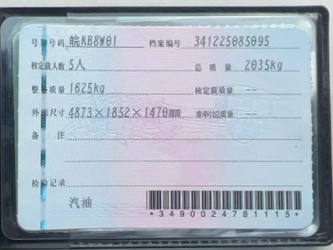 号牌号码 皖KB8W01 档案编号 341225085095
核定载人数 5人 总质量 2035kg
整备质量 1625kg 核定载质量 --
外廓尺寸 4873×1852×1470mm 准牵引总质量 --
备注
检验记录
汽油
*3490024781115*